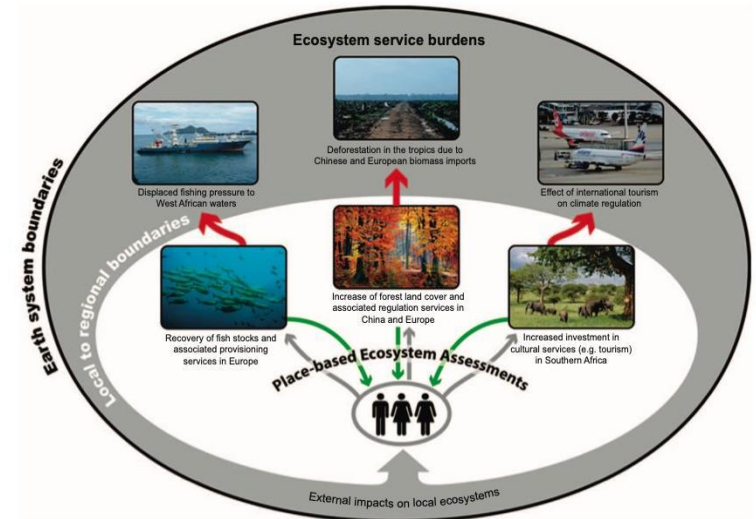 Ecosystem service burdens
Displaced fishing pressure to
West African waters
Deforestation in the tropics due to
Chinese and European biomass imports
Effect of international tourism
on climate regulation
Earth system boundaries
Local to regional boundaries
Recovery of fish stocks and
associated provisioning
services in Europe
Increase of forest land cover and
associated regulation services in
China and Europe
Increased investment in
cultural services (e.g. tourism)
in Southern Africa
Place-based Ecosystem Assessments
External impacts on local ecosystems